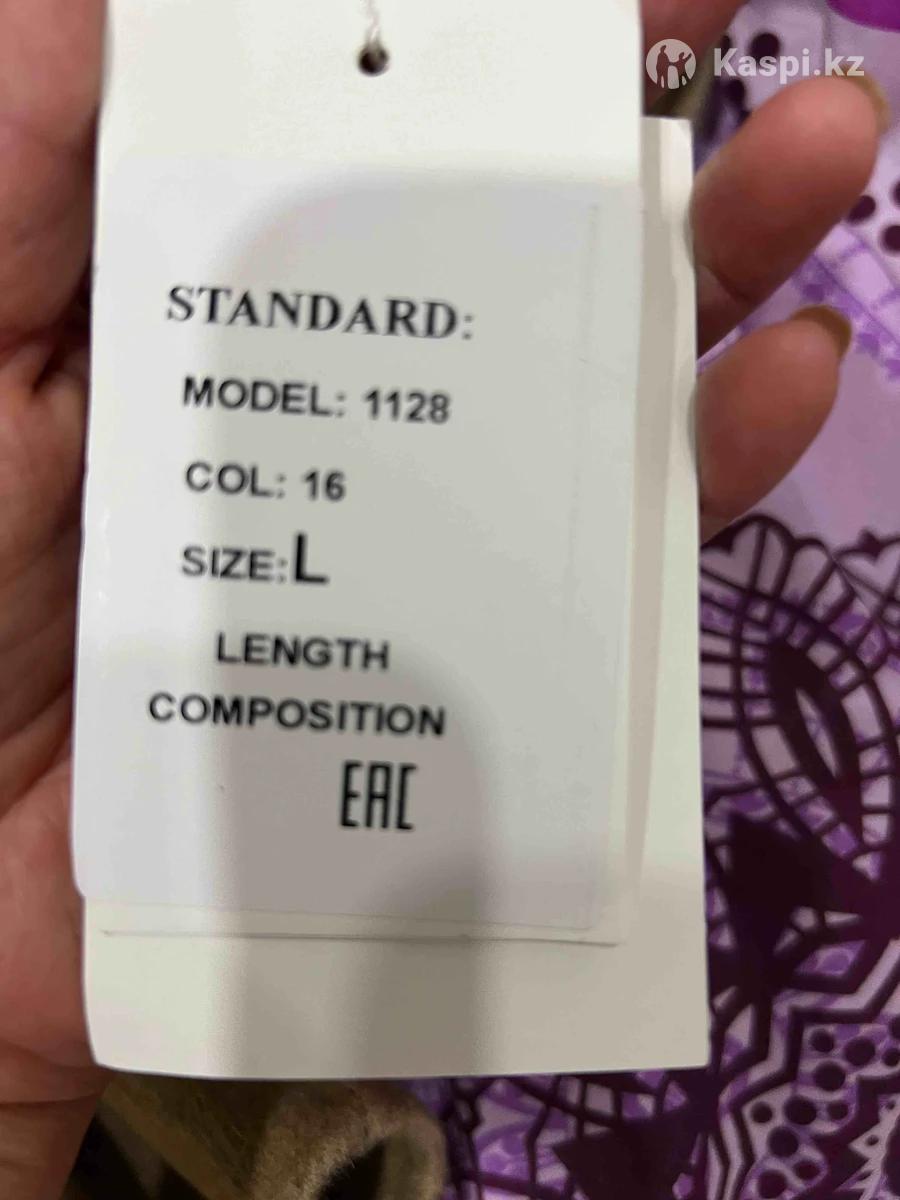 Kaspi.kz
STANDARD:
MODEL: 1128
COL: 16
SIZE:L
LENGTH
COMPOSITION
EAC